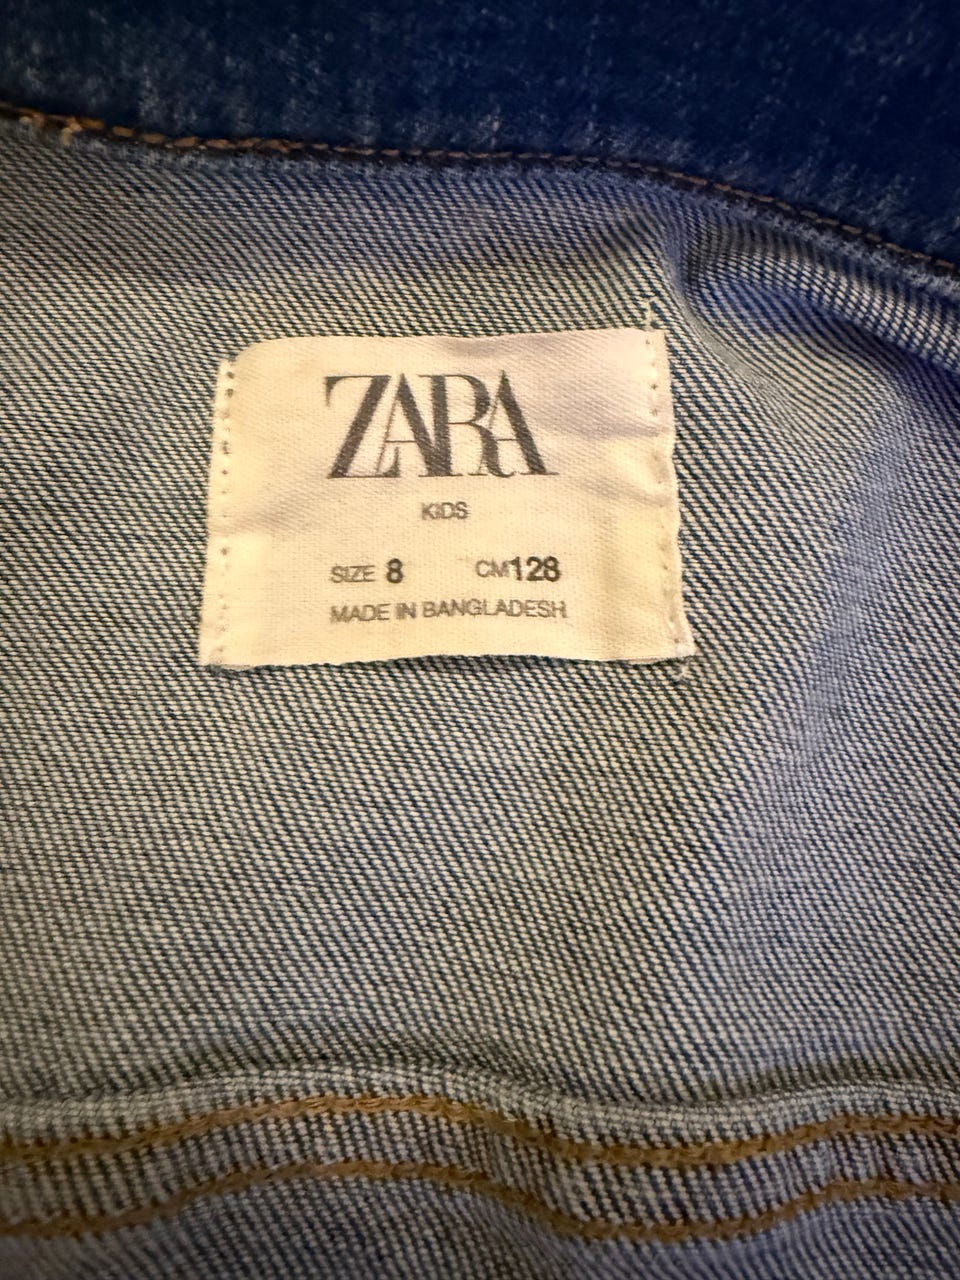 ZARA
KIDS
SIZE 8 CM128
MADE IN BANGLADESH